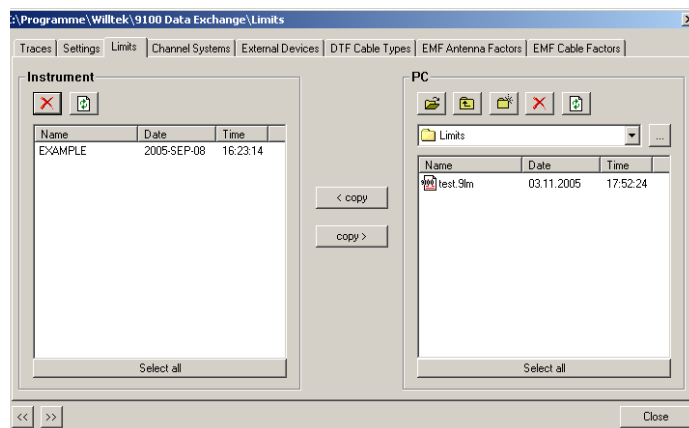 :\Programme\Willtek\9100 Data Exchange\Limits
Traces Settings Limits Channel Systems External Devices DTF Cable Types EMF Antenna Factors EMF Cable Factors
Instrument
Name Date Time
EXAMPLE 2005-SEP-08 16:23:14
Select all
< copy
copy >
PC
Limits ...
Name Date Time
9100 test.9lm 03.11.2005 17:52:24
Select all
<< >> Close